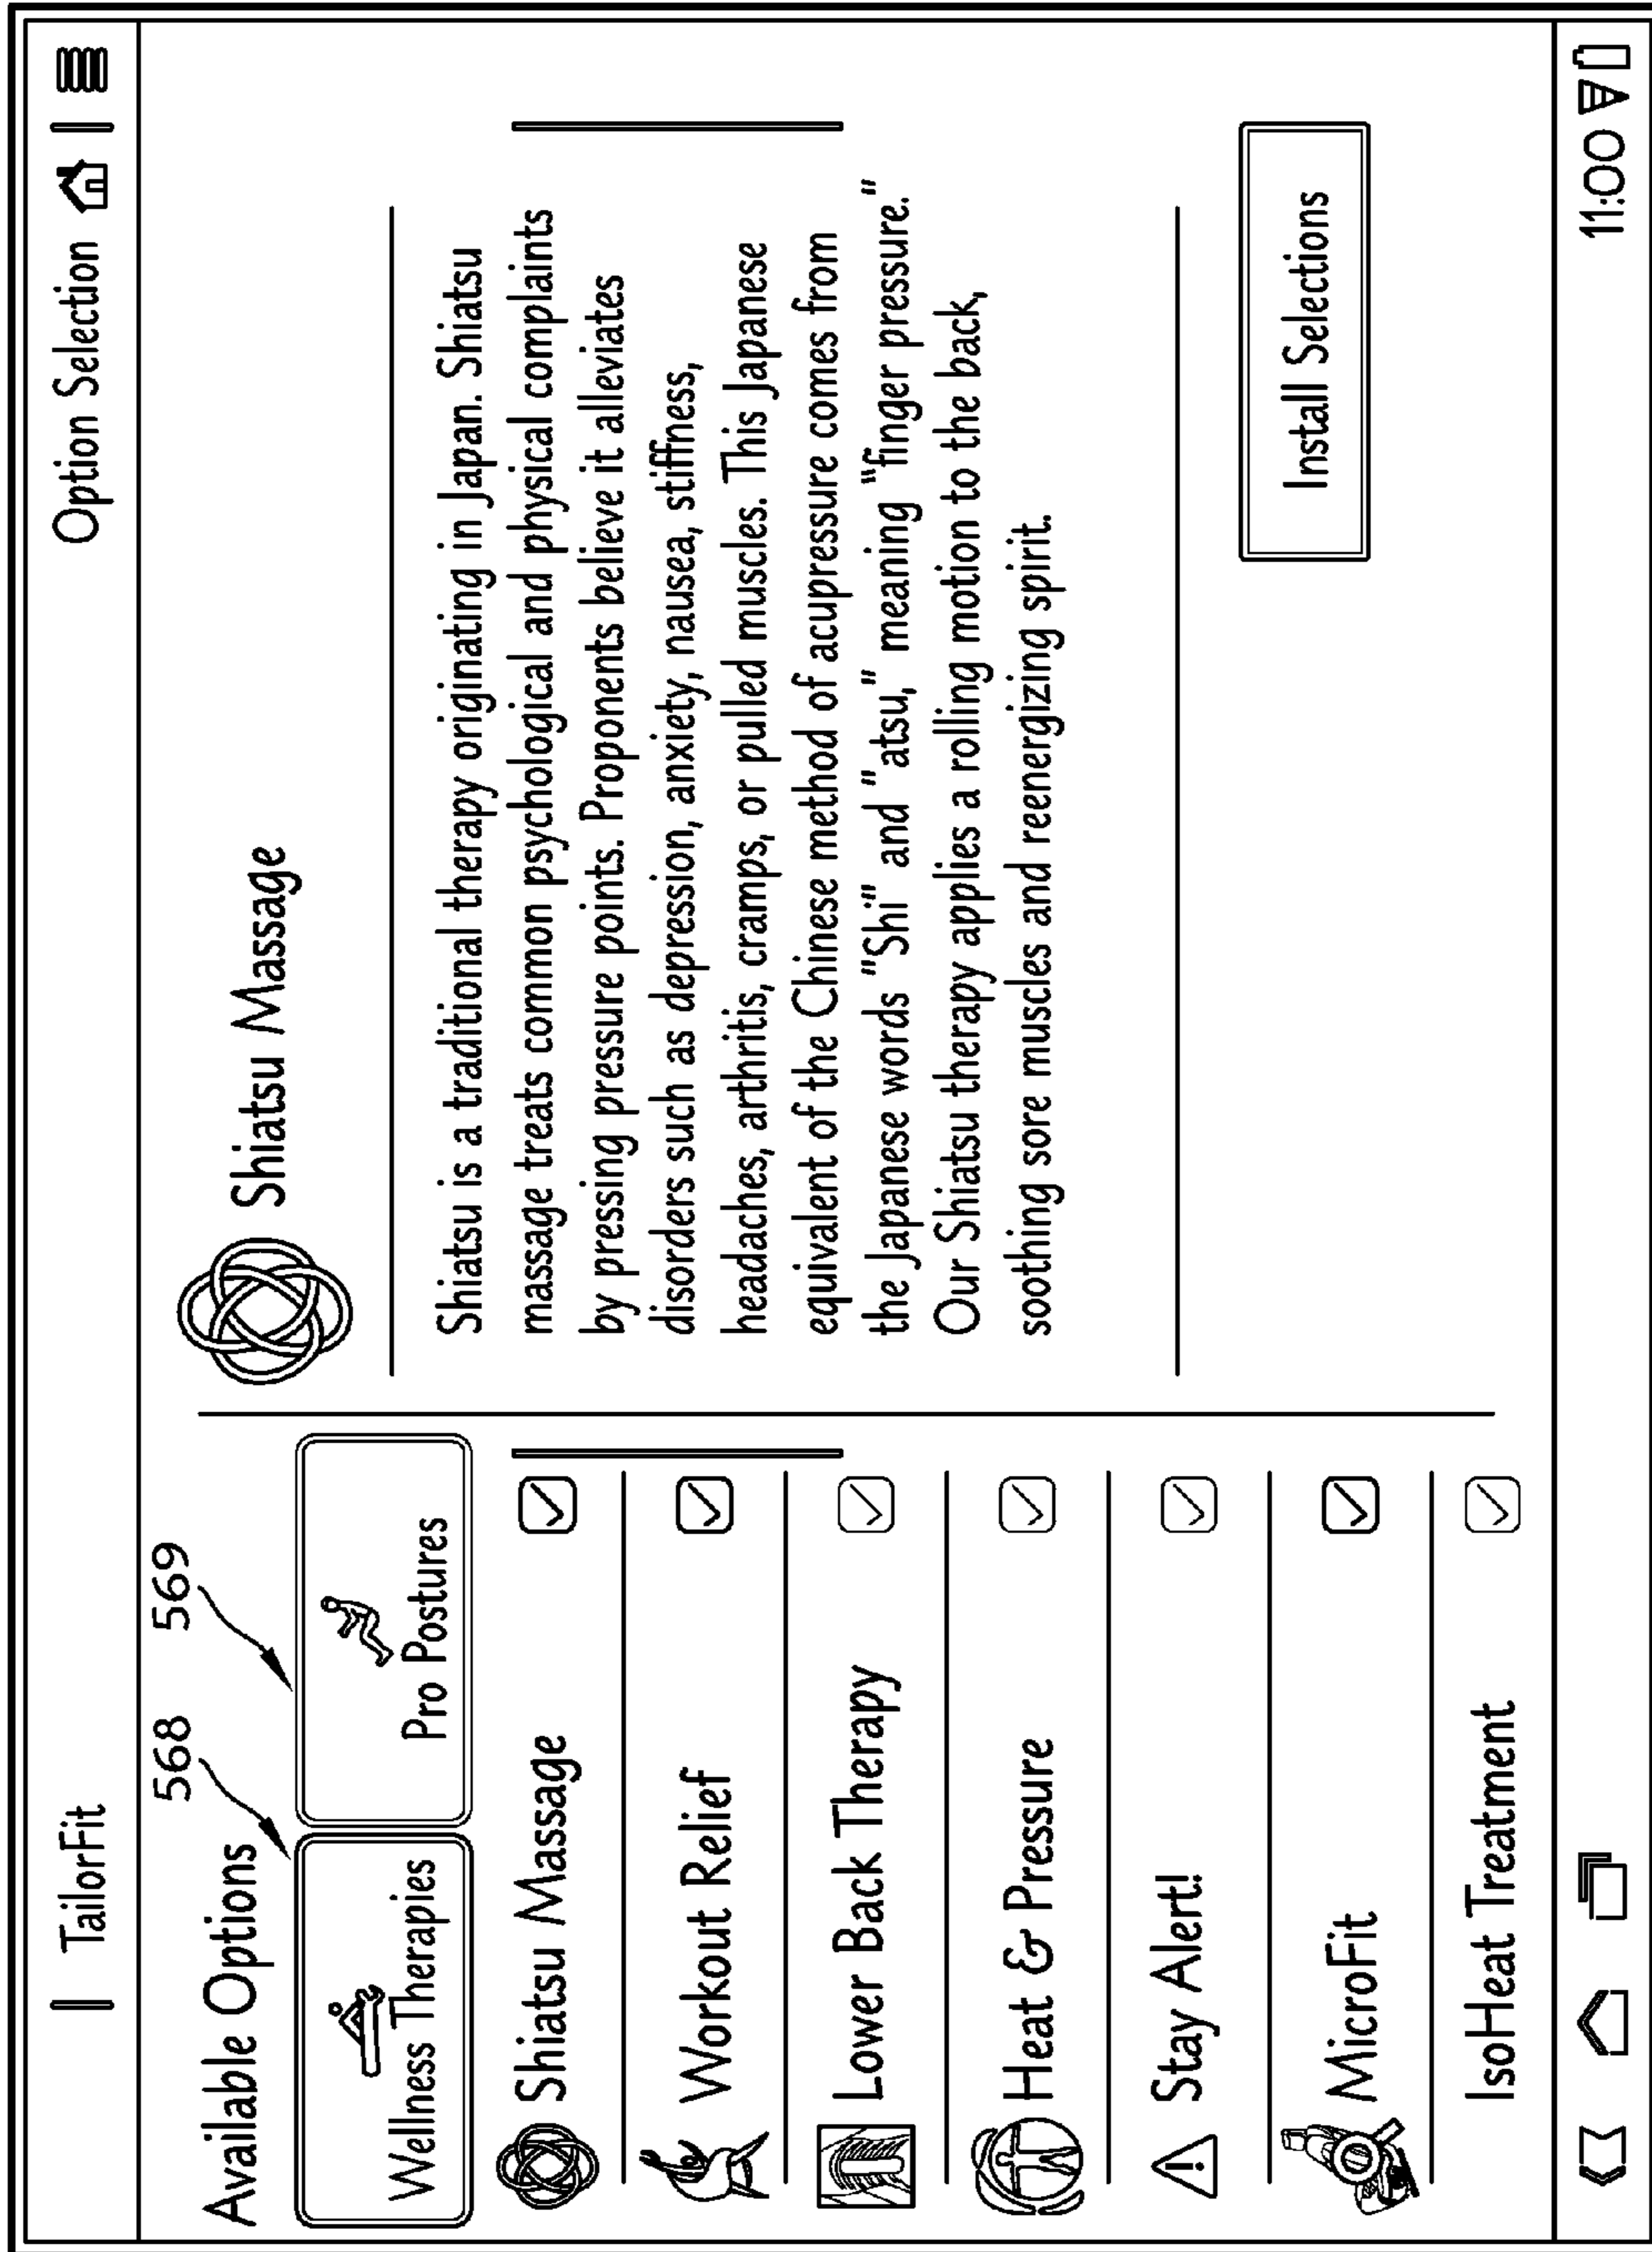 TailorFit
Option Selection
Available Options
568
569
Wellness Therapies
Pro Postures
Shiatsu Massage
Workout Relief
Lower Back Therapy
Heat & Pressure
Stay Alert!
MicroFit
IsoHeat Treatment
Shiatsu Massage
Shiatsu is a traditional therapy originating in Japan. Shiatsu
massage treats common psychological and physical complaints
by pressing pressure points. Proponents believe it alleviates
disorders such as depression, anxiety, nausea, stiffness,
headaches, arthritis, cramps, or pulled muscles. This Japanese
equivalent of the Chinese method of acupressure comes from
the Japanese words "Shi" and "atsu," meaning "finger pressure."
Our Shiatsu therapy applies a rolling motion to the back,
soothing sore muscles and reenergizing spirit.
Install Selections
11:00